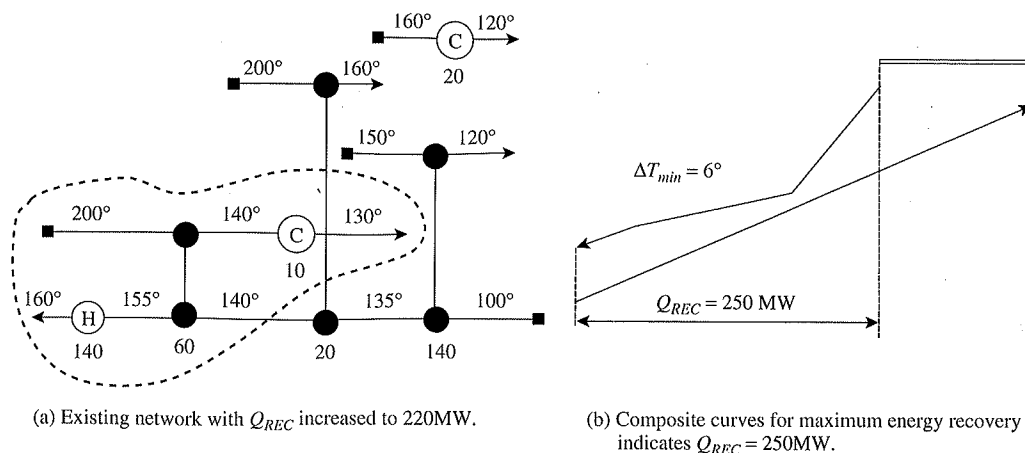 160° C 120°
20
200° 160°
150° 120°
200° 140° C 130°
10
160° H 155° 140° 135° 100°
140 60 20 140
(a) Existing network with QREC increased to 220MW.
ΔTmin = 6°
QREC = 250 MW
(b) Composite curves for maximum energy recovery
indicates QREC = 250MW.